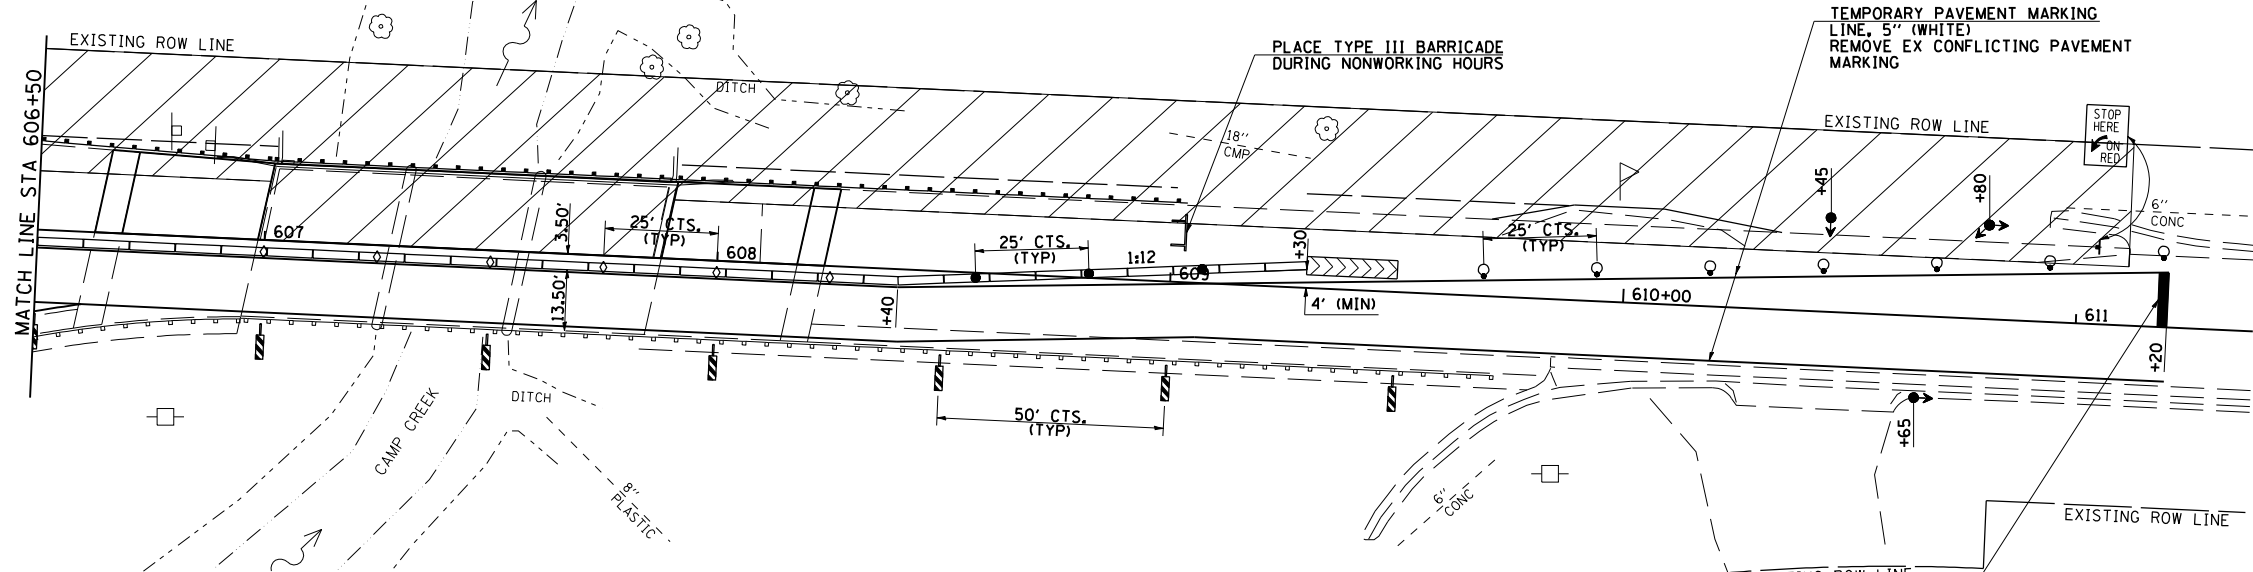 EXISTING ROW LINE
MATCH LINE STA 606+50
DITCH
PLACE TYPE III BARRICADE
DURING NONWORKING HOURS
TEMPORARY PAVEMENT MARKING
LINE, 5" (WHITE)
REMOVE EX CONFLICTING PAVEMENT
MARKING
EXISTING ROW LINE
STOP
HERE
ON
RED
18"
CMP
+45
+80
6"
CONC
607
3.50'
25' CTS.
(TYP)
608
25' CTS.
(TYP)
1:12
609
+30
25' CTS.
(TYP)
4' (MIN)
610+00
611
+40
13.50'
+20
DITCH
CAMP CREEK
50' CTS.
(TYP)
+65
8"
PLASTIC
6"
CONC
EXISTING ROW LINE
ROW LINE